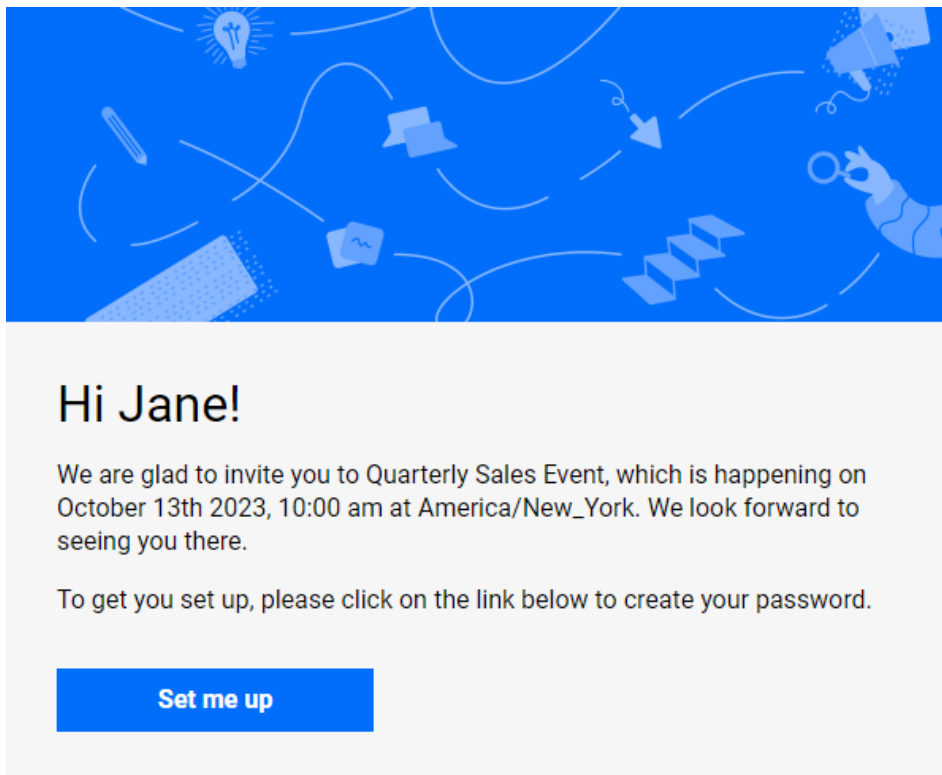 Hi Jane!
We are glad to invite you to Quarterly Sales Event, which is happening on
October 13th 2023, 10:00 am at America/New_York. We look forward to
seeing you there.
To get you set up, please click on the link below to create your password.
Set me up